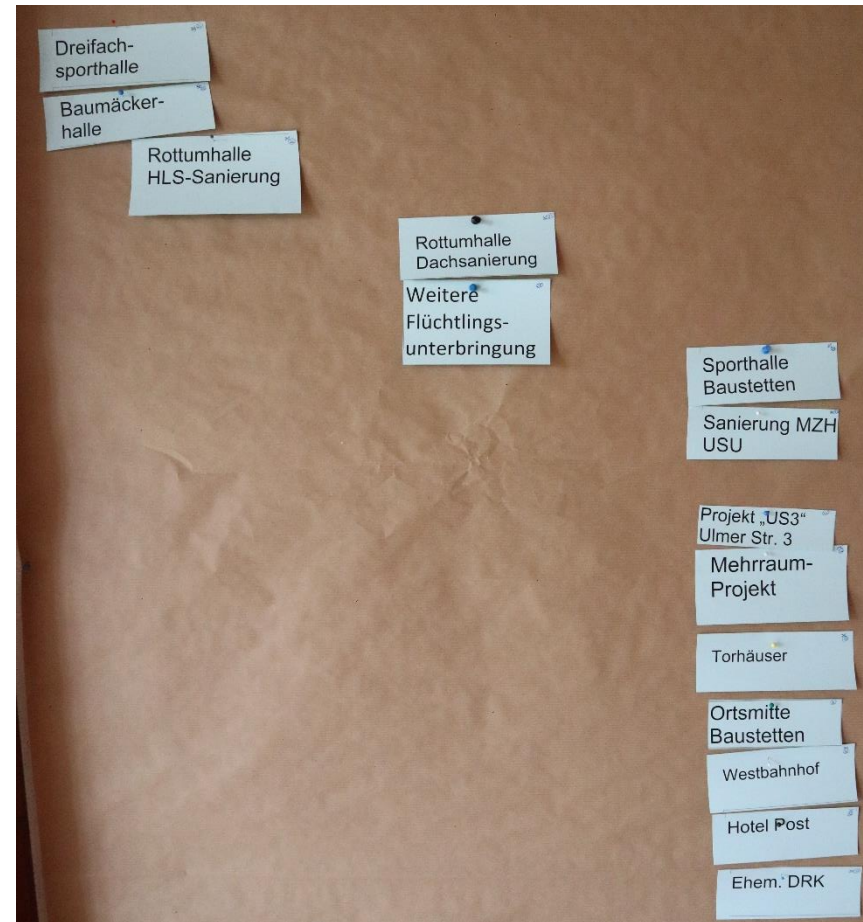 Dreifach-
sporthalle
Baumäcker-
halle
Rottumhalle
HLS-Sanierung
Rottumhalle
Dachsanierung
Weitere
Flüchtlings-
unterbringung
Sporthalle
Baustetten
Sanierung MZH
USU
Projekt „US3“
Ulmer Str. 3
Mehrraum-
Projekt
Torhäuser
Ortsmitte
Baustetten
Westbahnhof
Hotel Post
Ehem. DRK